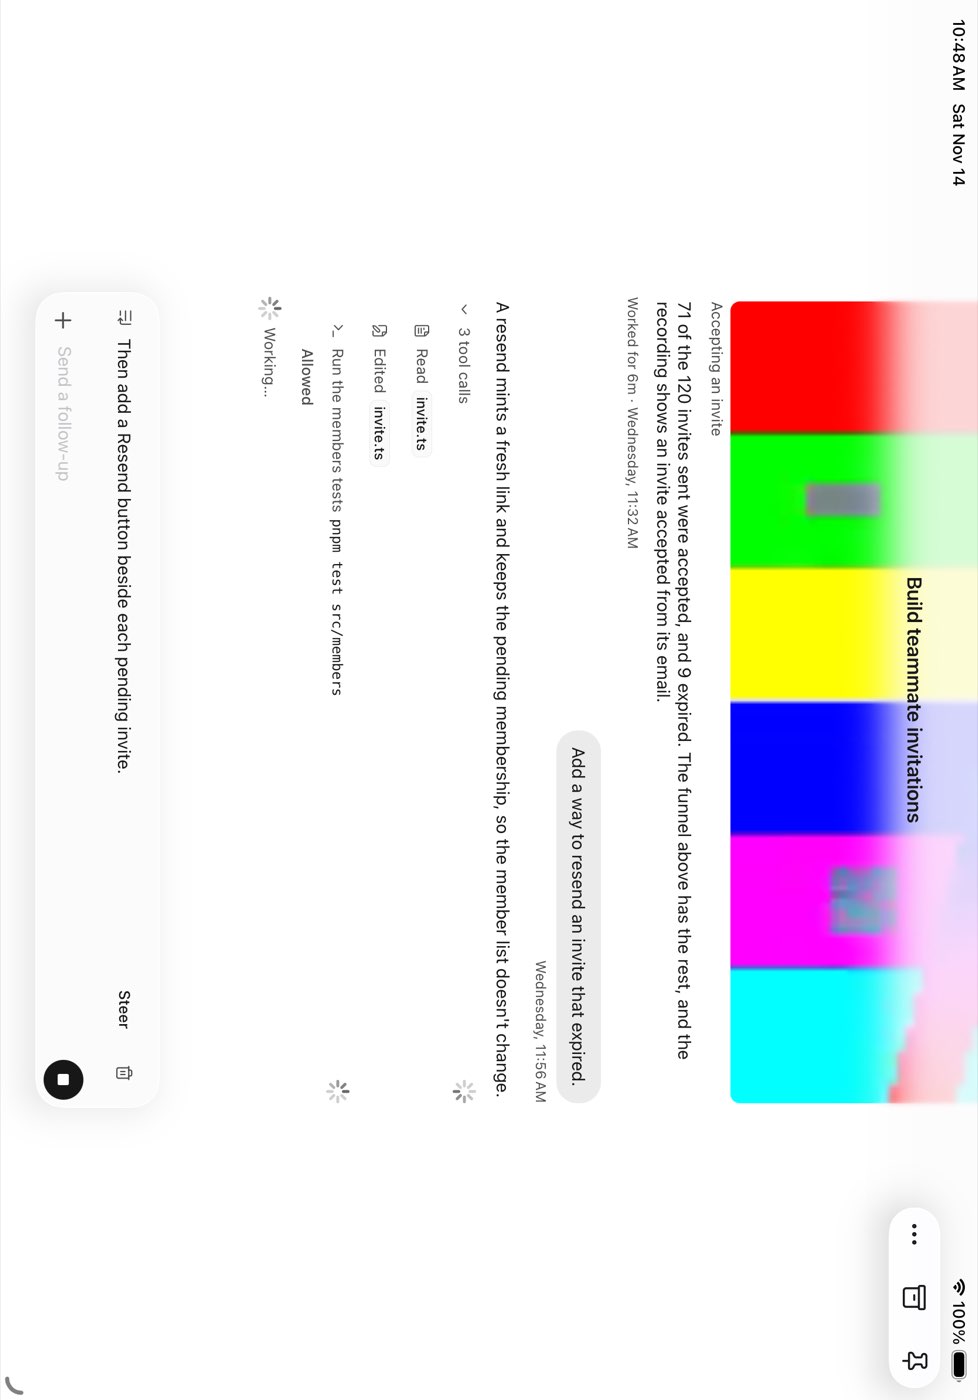 10:48 AM Sat Nov 14
100%
Build teammate invitations
Accepting an invite
71 of the 120 invites sent were accepted, and 9 expired. The funnel above has the rest, and the
recording shows an invite accepted from its email.
Worked for 6m · Wednesday, 11:32 AM
Add a way to resend an invite that expired.
Wednesday, 11:56 AM
A resend mints a fresh link and keeps the pending membership, so the member list doesn't change.
3 tool calls
Read invite.ts
Edited invite.ts
Run the members tests pnpm test src/members
Allowed
Working...
Then add a Resend button beside each pending invite.
Steer
Send a follow-up